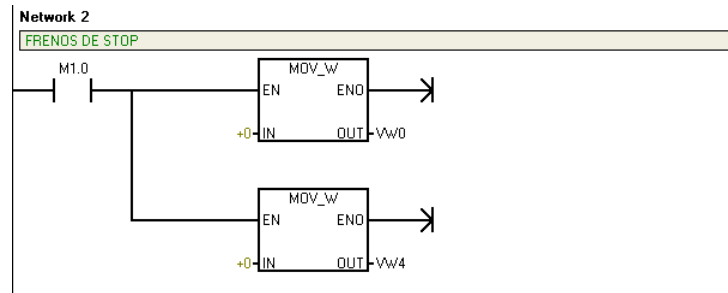 Network 2
FRENOS DE STOP
M1.0
MOV_W
EN ENO
+0 IN OUT VW0
MOV_W
EN ENO
+0 IN OUT VW4